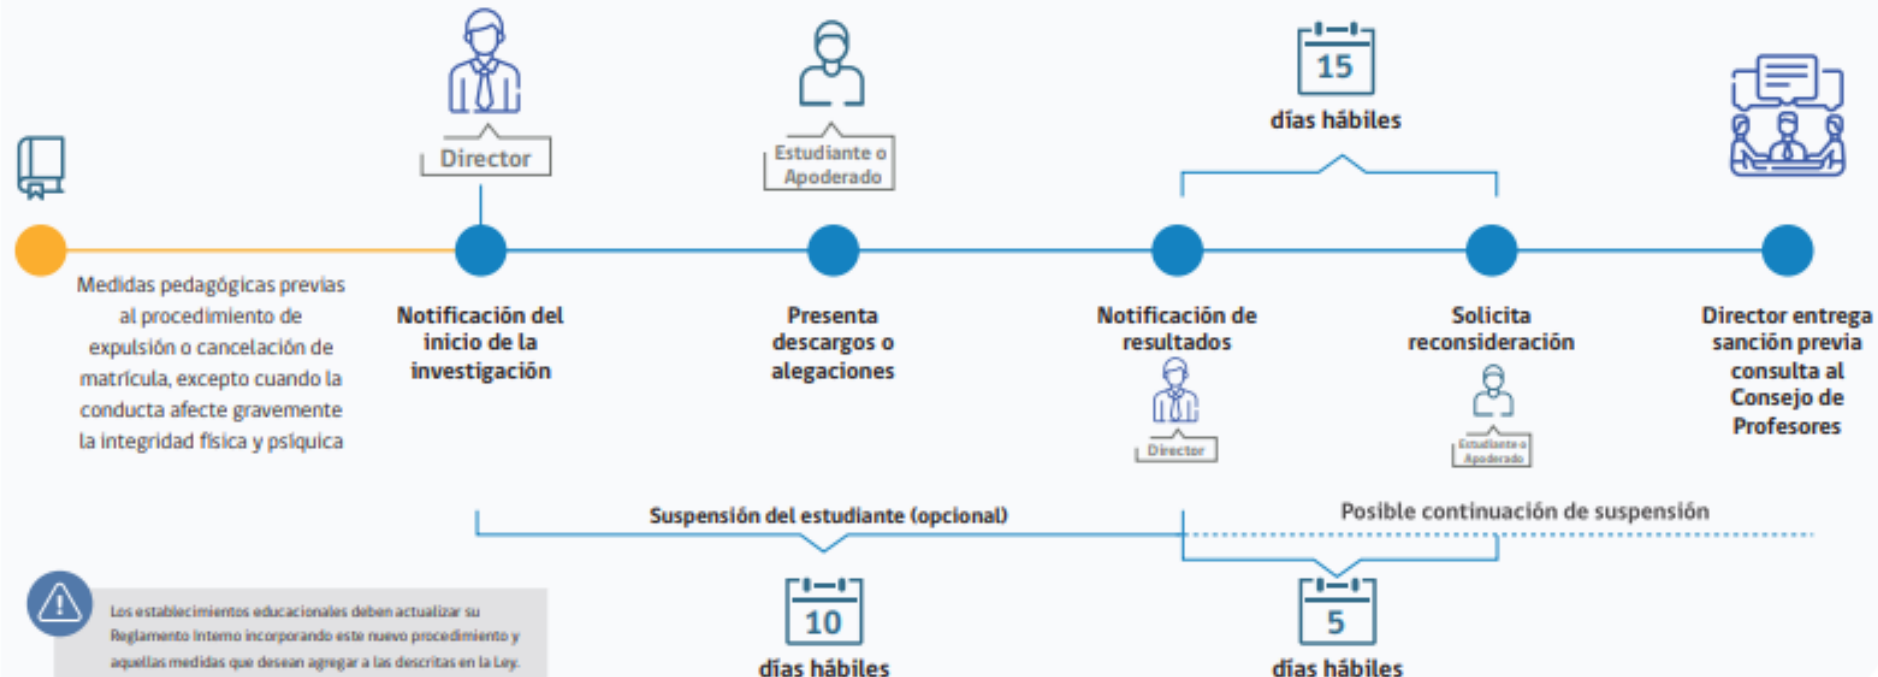 15
días hábiles
Director
Estudiante o
Apoderado
Medidas pedagógicas previas
al procedimiento de
expulsión o cancelación de
matrícula, excepto cuando la
conducta afecte gravemente
la integridad física y psíquica
Notificación del
inicio de la
investigación
Presenta
descargos o
alegaciones
Notificación de
resultados
Director
Solicita
reconsideración
Estudiante o
Apoderado
Director entrega
sanción previa
consulta al
Consejo de
Profesores
Suspensión del estudiante (opcional)
Posible continuación de suspensión
10
días hábiles
5
días hábiles
Los establecimientos educacionales deben actualizar su
Reglamento Interno incorporando este nuevo procedimiento y
aquellas medidas que desean agregar a las descritas en la Ley.